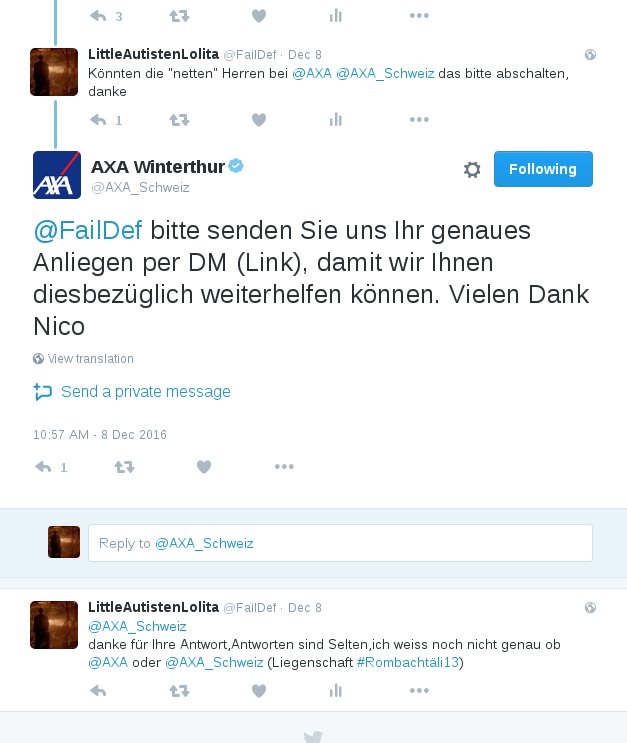 3
LittleAutistenLolita @FailDef · Dec 8
Könnten die "netten" Herren bei @AXA @AXA_Schweiz das bitte abschalten,
danke
1
AXA
AXA Winterthur
@AXA_Schweiz
Following
@FailDef bitte senden Sie uns Ihr genaues
Anliegen per DM (Link), damit wir Ihnen
diesbezüglich weiterhelfen können. Vielen Dank
Nico
View translation
Send a private message
10:57 AM - 8 Dec 2016
1
Reply to @AXA_Schweiz
LittleAutistenLolita @FailDef · Dec 8
@AXA_Schweiz
danke für Ihre Antwort,Antworten sind Selten,ich weiss noch nicht genau ob
@AXA oder @AXA_Schweiz (Liegenschaft #Rombachtäli13)